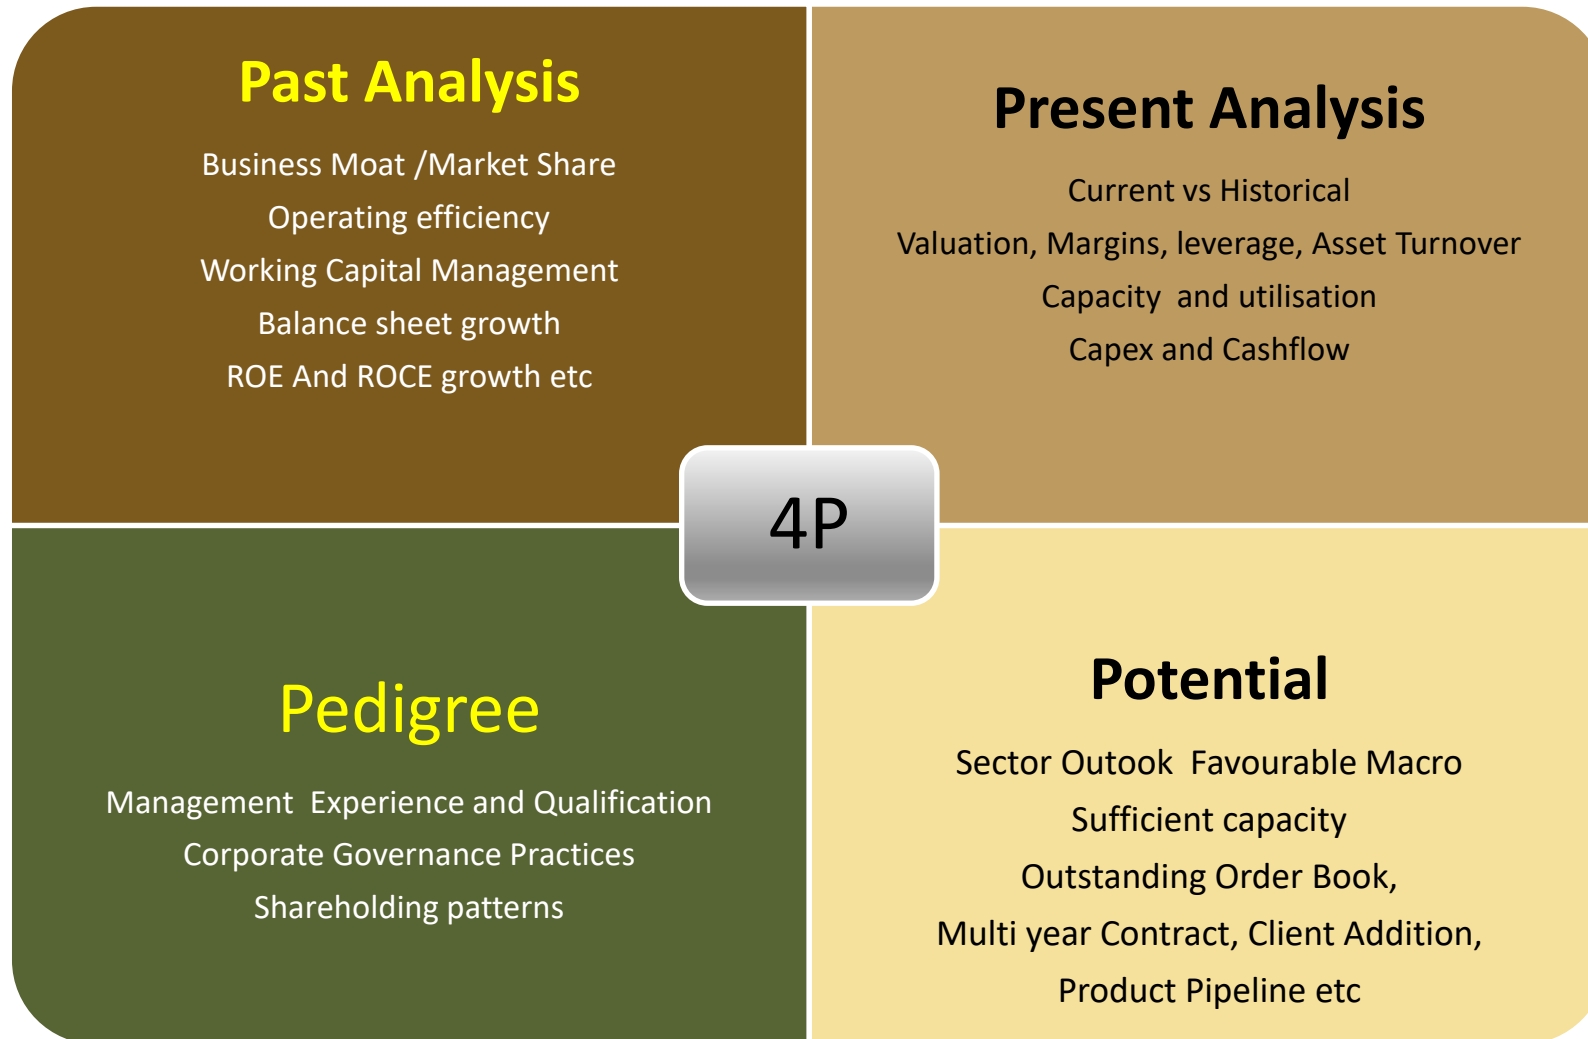 Past Analysis
Business Moat /Market Share
Operating efficiency
Working Capital Management
Balance sheet growth
ROE And ROCE growth etc
Present Analysis
Current vs Historical
Valuation, Margins, leverage, Asset Turnover
Capacity and utilisation
Capex and Cashflow
4P
Pedigree
Management Experience and Qualification
Corporate Governance Practices
Shareholding patterns
Potential
Sector Outook Favourable Macro
Sufficient capacity
Outstanding Order Book,
Multi year Contract, Client Addition,
Product Pipeline etc